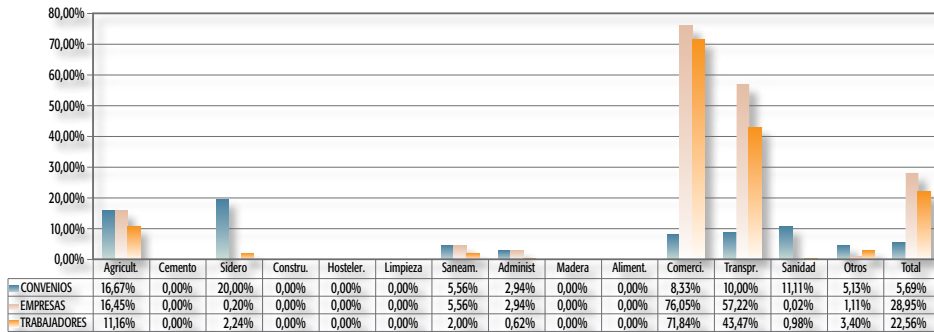 80,00%
70,00%
60,00%
50,00%
40,00%
30,00%
20,00%
10,00%
0,00%
Agricult. Cemento Sidero Constru. Hosteler. Limpieza Saneam. Administ Madera Aliment. Comerci. Transpr. Sanidad Otros Total
CONVENIOS 16,67% 0,00% 20,00% 0,00% 0,00% 0,00% 5,56% 2,94% 0,00% 0,00% 8,33% 10,00% 11,11% 5,13% 5,69%
EMPRESAS 16,45% 0,00% 0,20% 0,00% 0,00% 0,00% 5,56% 2,94% 0,00% 0,00% 76,05% 57,22% 0,02% 1,11% 28,95%
TRABAJADORES 11,16% 0,00% 2,24% 0,00% 0,00% 0,00% 2,00% 0,62% 0,00% 0,00% 71,84% 43,47% 0,98% 3,40% 22,56%